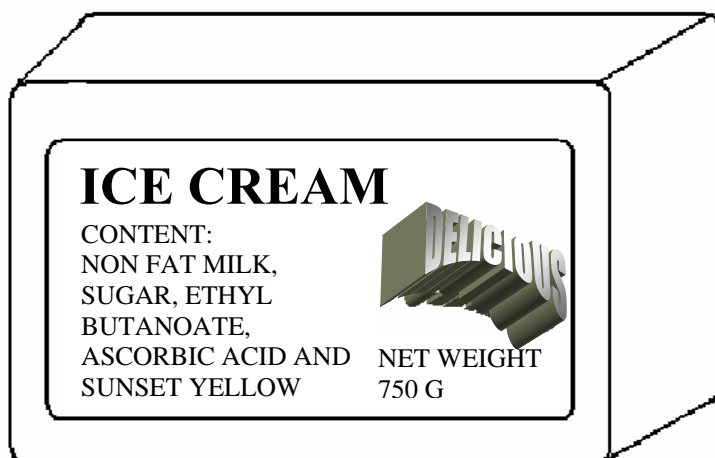 ICE CREAM
CONTENT:
NON FAT MILK,
SUGAR, ETHYL
BUTANOATE,
ASCORBIC ACID AND
SUNSET YELLOW
DELICIOUS
NET WEIGHT
750 G